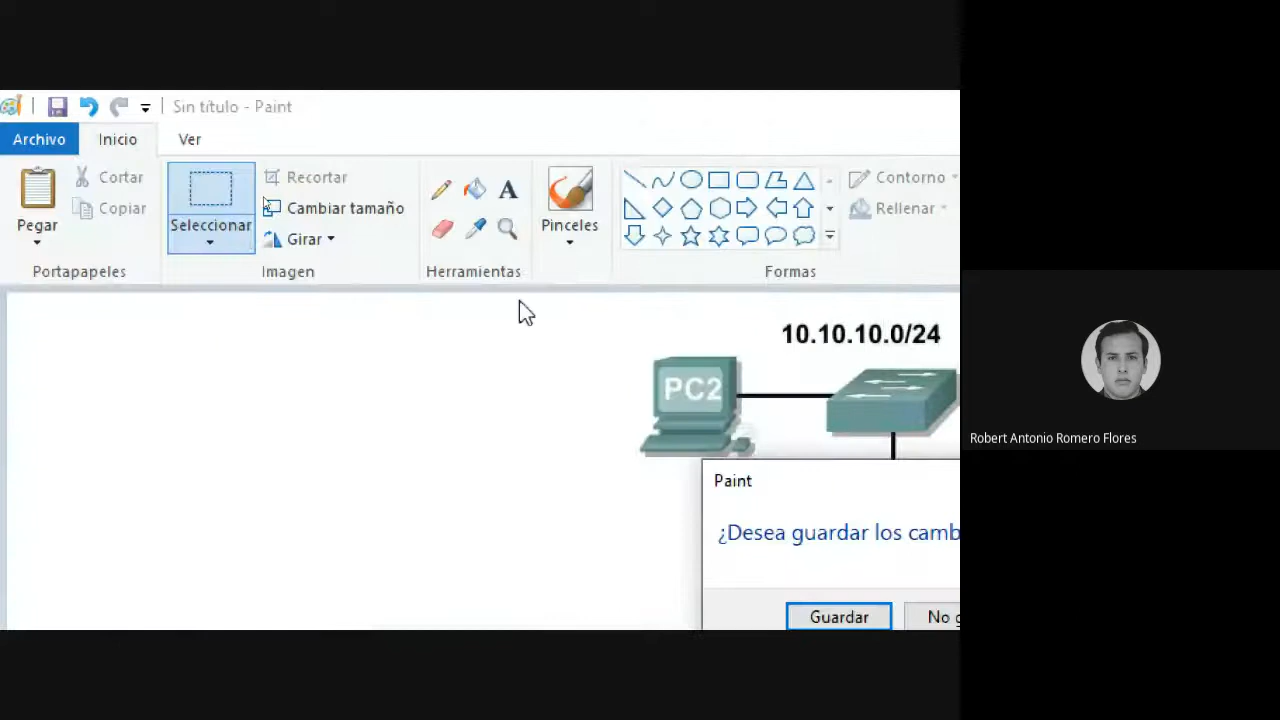 Sin título - Paint
Archivo Inicio Ver
Pegar
Cortar
Copiar
Portapapeles
Seleccionar
Recortar
Cambiar tamaño
Girar
Imagen
A
Herramientas
Pinceles
Formas
Contorno
Rellenar
10.10.10.0/24
PC2
Paint
¿Desea guardar los camb
Guardar
No g
Robert Antonio Romero Flores